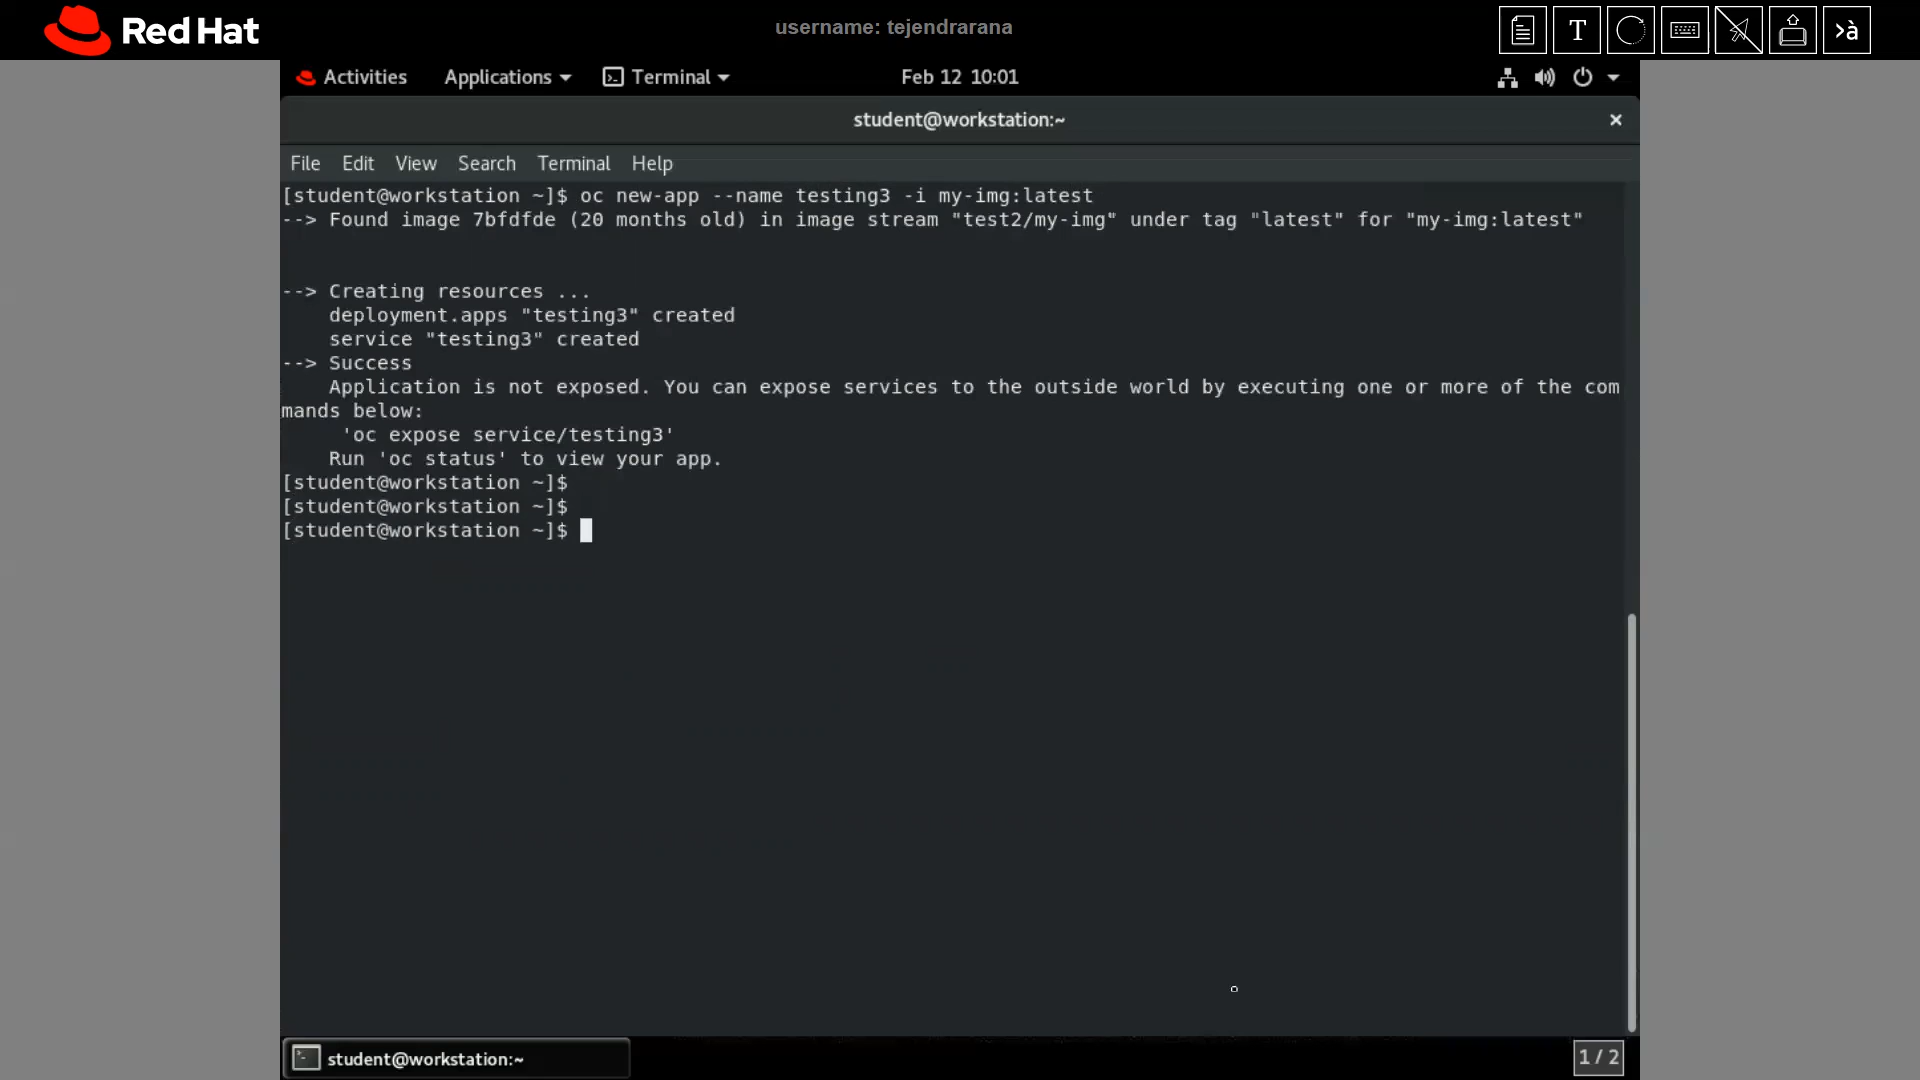 Red Hat
username: tejendrarana
T
>à
Activities Applications Terminal Feb 12 10:01
student@workstation:~ ×
File Edit View Search Terminal Help
[student@workstation ~]$ oc new-app --name testing3 -i my-img:latest
--> Found image 7bfdfde (20 months old) in image stream "test2/my-img" under tag "latest" for "my-img:latest"
--> Creating resources ...
deployment.apps "testing3" created
service "testing3" created
--> Success
Application is not exposed. You can expose services to the outside world by executing one or more of the com
mands below:
'oc expose service/testing3'
Run 'oc status' to view your app.
[student@workstation ~]$
[student@workstation ~]$
[student@workstation ~]$
student@workstation:~
1 / 2